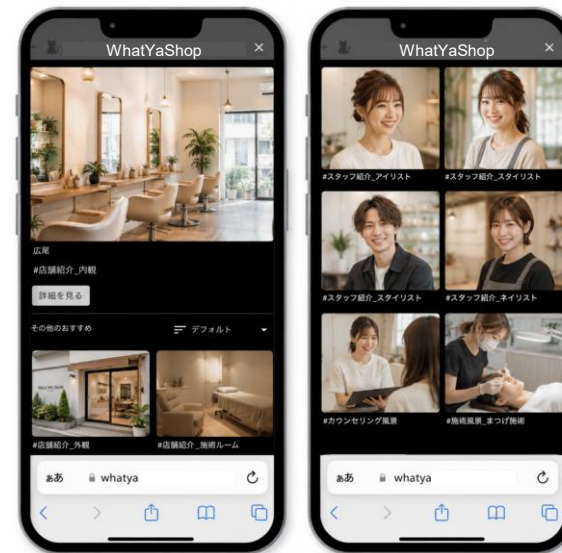 WhatYaShop ×
広尾
#店舗紹介_内観
詳細を見る
その他のおすすめ
デフォルト
#店舗紹介_外観
#店舗紹介_施術ルーム
ぁあ
whatya
WhatYaShop ×
#スタッフ紹介_アイリスト
#スタッフ紹介_スタイリスト
#スタッフ紹介_スタイリスト
#スタッフ紹介_ネイリスト
#カウンセリング風景
#施術風景_まつげ施術
ぁあ
whatya